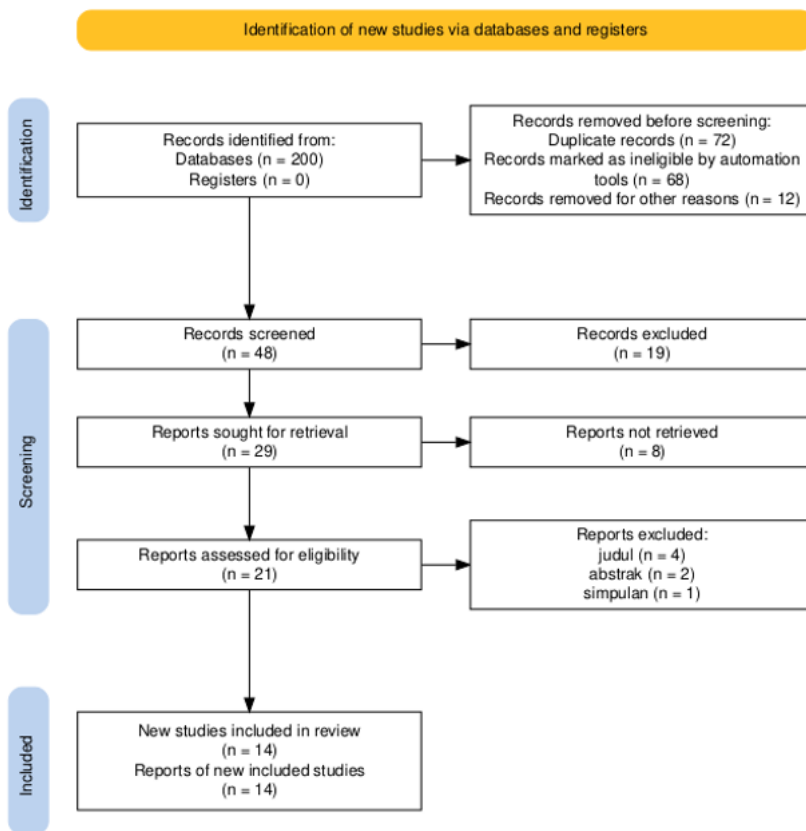 Identification of new studies via databases and registers
Identification
Records identified from:
Databases (n = 200)
Registers (n = 0)
Records removed before screening:
Duplicate records (n = 72)
Records marked as ineligible by automation
tools (n = 68)
Records removed for other reasons (n = 12)
Screening
Records screened
(n = 48)
Records excluded
(n = 19)
Reports sought for retrieval
(n = 29)
Reports not retrieved
(n = 8)
Reports assessed for eligibility
(n = 21)
Reports excluded:
judul (n = 4)
abstrak (n = 2)
simpulan (n = 1)
Included
New studies included in review
(n = 14)
Reports of new included studies
(n = 14)